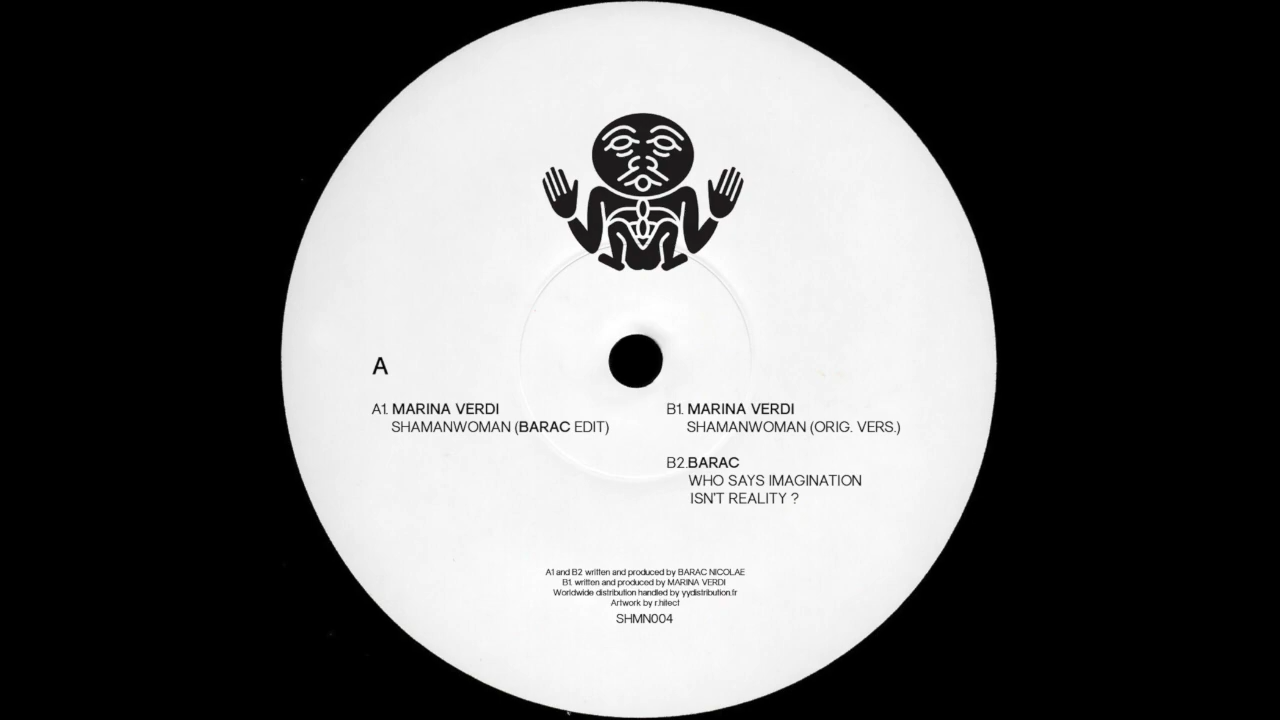 A
A1. MARINA VERDI
SHAMANWOMAN (BARAC EDIT)
B1. MARINA VERDI
SHAMANWOMAN (ORIG. VERS.)
B2. BARAC
WHO SAYS IMAGINATION
ISN'T REALITY ?
A1 and B2. written and produced by BARAC NICOLAE
B1. written and produced by MARINA VERDI
Worldwide distribution handled by yydistribution.fr
Artwork by r.hitect
SHMN004